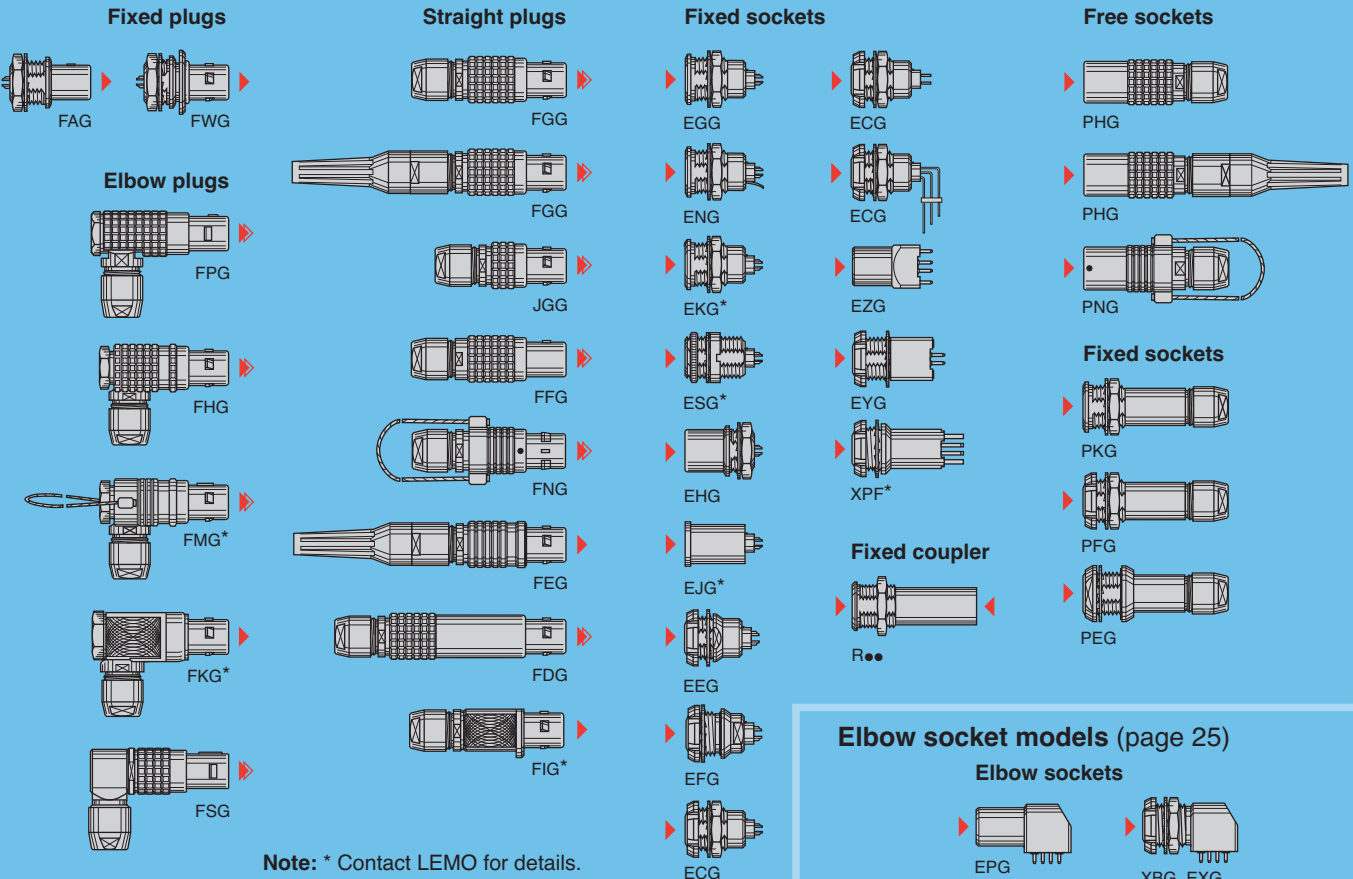 Fixed plugs
FAG
FWG
Elbow plugs
FPG
FHG
FMG*
FKG*
FSG
Straight plugs
FGG
FGG
JGG
FFG
FNG
FEG
FDG
FIG*
Note: * Contact LEMO for details.
Fixed sockets
EGG
ENG
EKG*
ESG*
EHG
EJG*
EEG
EFG
ECG
ECG
ECG
EZG
EYG
XPF*
Fixed coupler
R●●
Free sockets
PHG
PHG
PNG
Fixed sockets
PKG
PFG
PEG
Elbow socket models (page 25)
Elbow sockets
EPG
XBG EXG